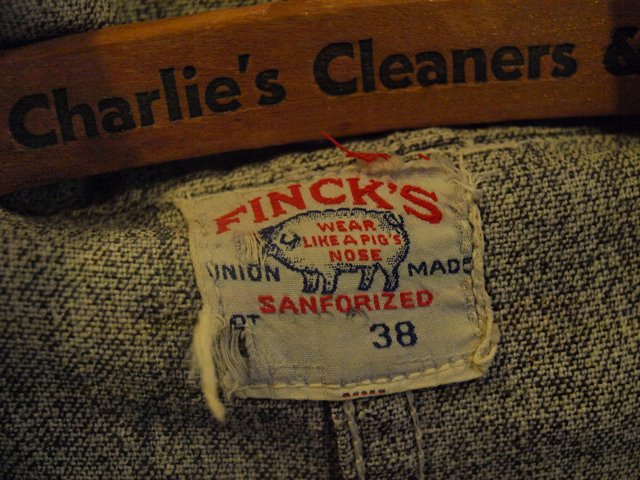 Charlie's Cleaners &
FINCK'S
WEAR
LIKE A PIG'S
NOSE
UNION MADE
SANFORIZED
38